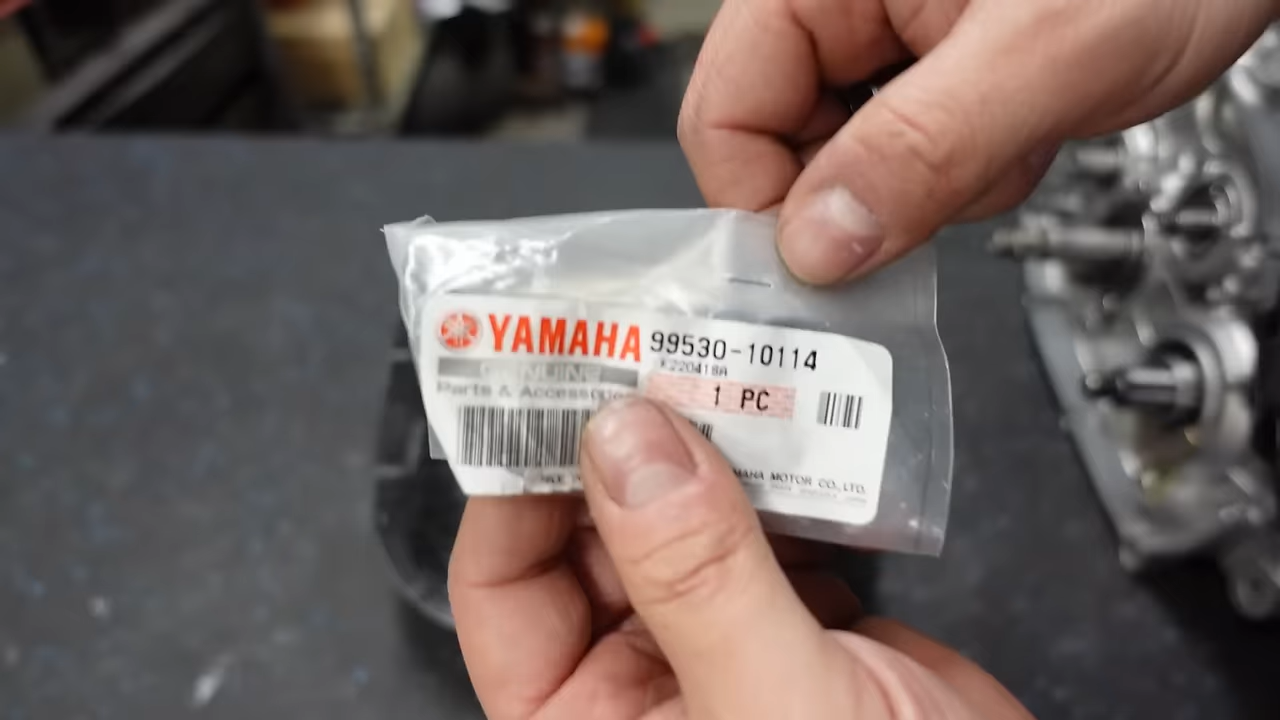 YAMAHA 99530-10114
K220418A
GENUINE
Parts & Accessories
1 PC
YAMAHA MOTOR CO.,LTD.